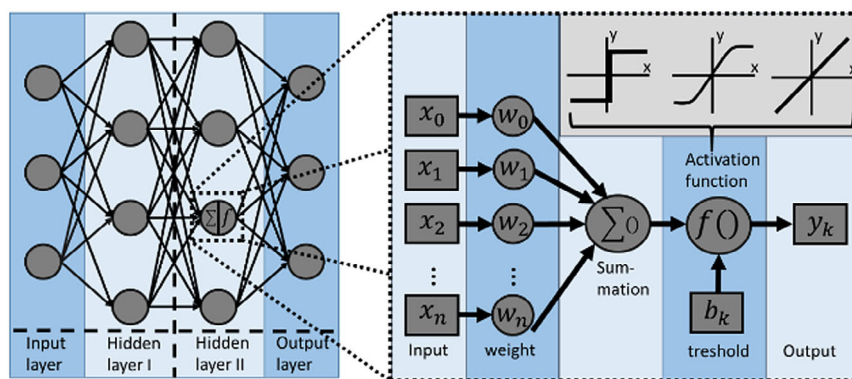 ∑ f
Input
layer
Hidden
layer I
Hidden
layer II
Output
layer
y
x
y
x
y
x
Activation
function
x₀
w₀
x₁
w₁
x₂
w₂
⋮
⋮
xₙ
wₙ
∑()
f()
yₖ
bₖ
Sum-
mation
Input
weight
treshold
Output